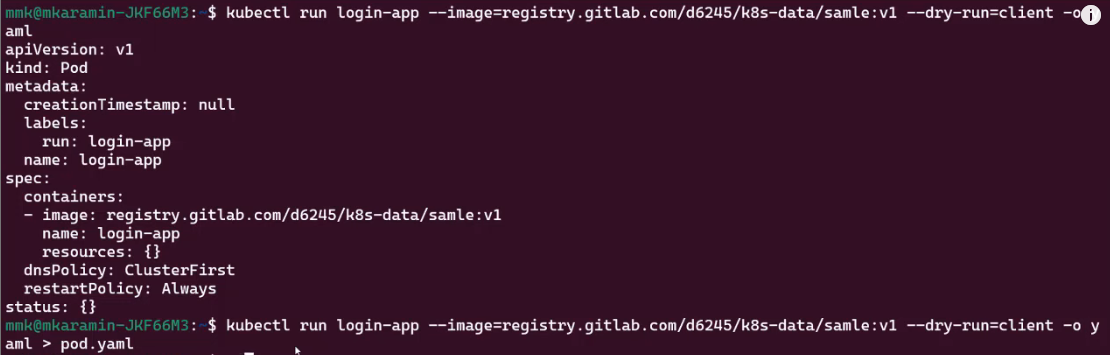 mmk@mkaramin-JKF66M3:~$ kubectl run login-app --image=registry.gitlab.com/d6245/k8s-data/samle:v1 --dry-run=client -o
aml
apiVersion: v1
kind: Pod
metadata:
  creationTimestamp: null
  labels:
    run: login-app
  name: login-app
spec:
  containers:
  - image: registry.gitlab.com/d6245/k8s-data/samle:v1
    name: login-app
    resources: {}
  dnsPolicy: ClusterFirst
  restartPolicy: Always
status: {}
mmk@mkaramin-JKF66M3:~$ kubectl run login-app --image=registry.gitlab.com/d6245/k8s-data/samle:v1 --dry-run=client -o y
aml > pod.yaml